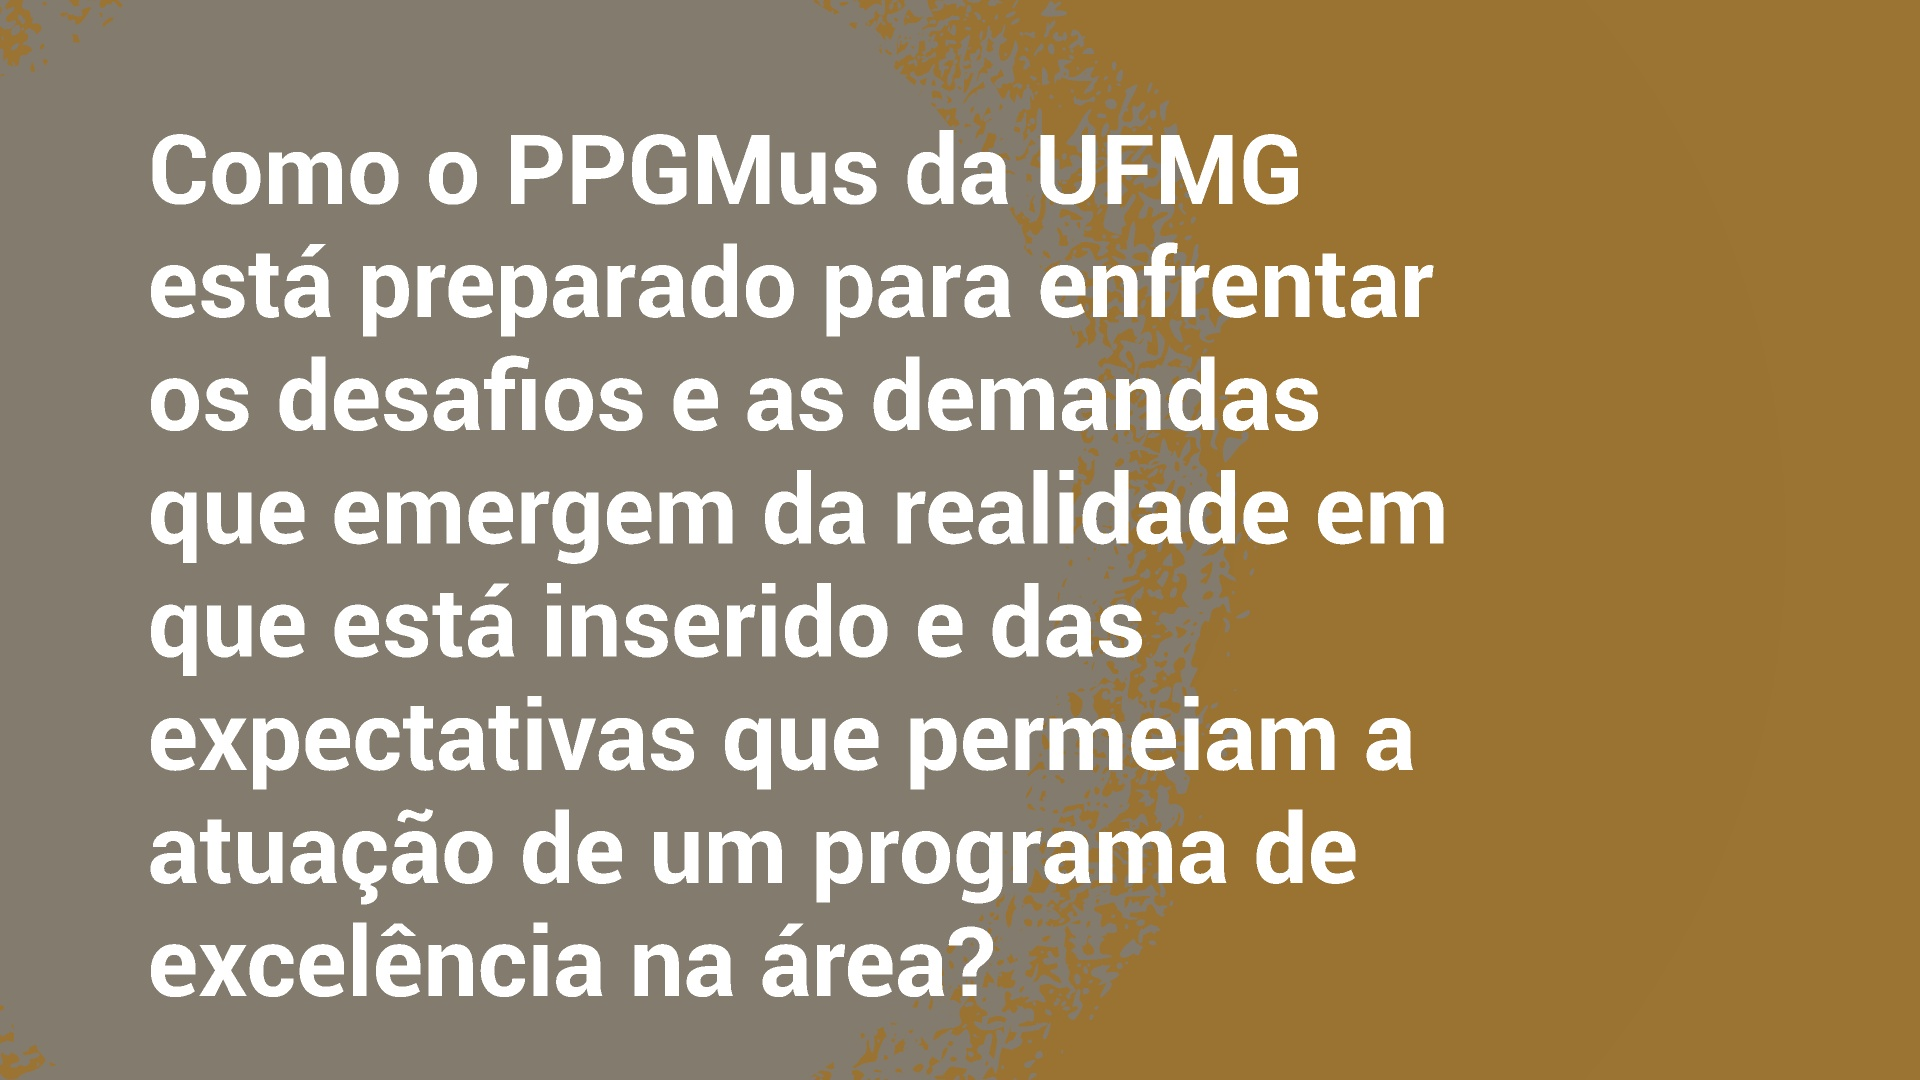 Como o PPGMus da UFMG
está preparado para enfrentar
os desafios e as demandas
que emergem da realidade em
que está inserido e das
expectativas que permeiam a
atuação de um programa de
excelência na área?